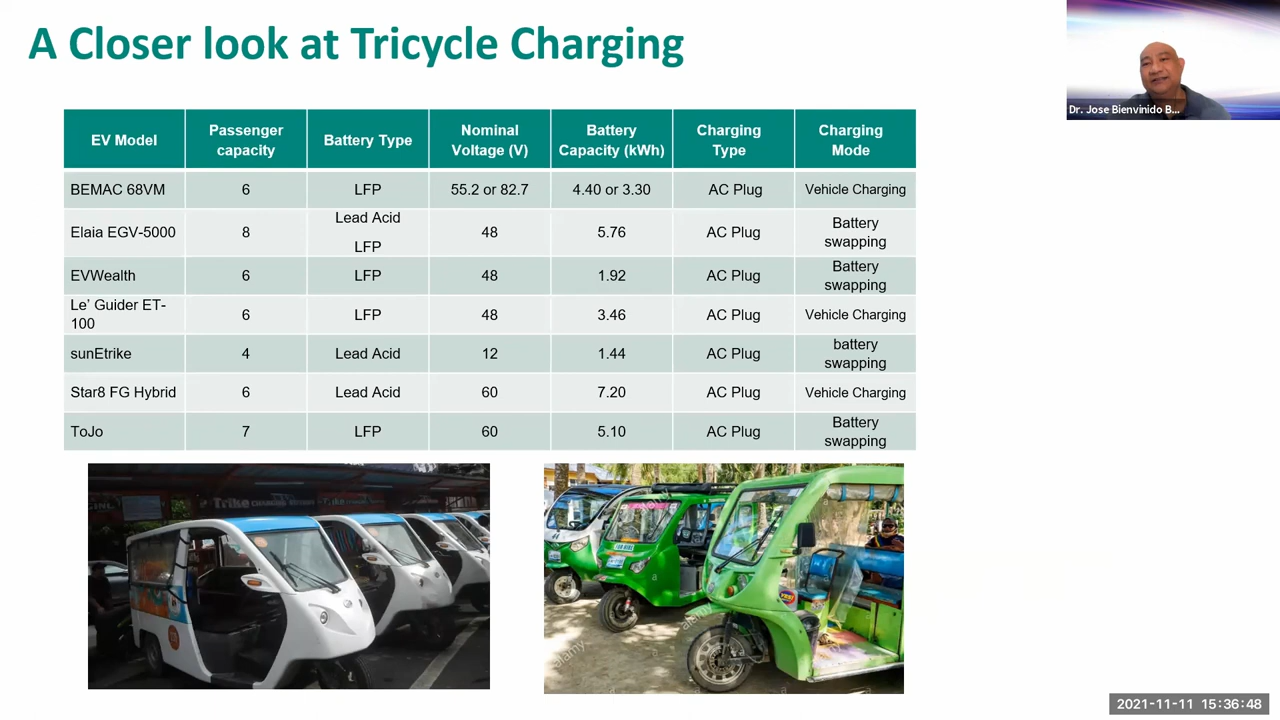 A Closer look at Tricycle Charging
Dr. Jose Bienvinido B...
EV Model
Passenger
capacity
Battery Type
Nominal
Voltage (V)
Battery
Capacity (kWh)
Charging
Type
Charging
Mode
BEMAC 68VM
6
LFP
55.2 or 82.7
4.40 or 3.30
AC Plug
Vehicle Charging
Elaia EGV-5000
8
Lead Acid
LFP
48
5.76
AC Plug
Battery
swapping
EVWealth
6
LFP
48
1.92
AC Plug
Battery
swapping
Le’ Guider ET-
100
6
LFP
48
3.46
AC Plug
Vehicle Charging
sunEtrike
4
Lead Acid
12
1.44
AC Plug
battery
swapping
Star8 FG Hybrid
6
Lead Acid
60
7.20
AC Plug
Vehicle Charging
ToJo
7
LFP
60
5.10
AC Plug
Battery
swapping
Trike
alamy
alamy
2021-11-11 15:36:48